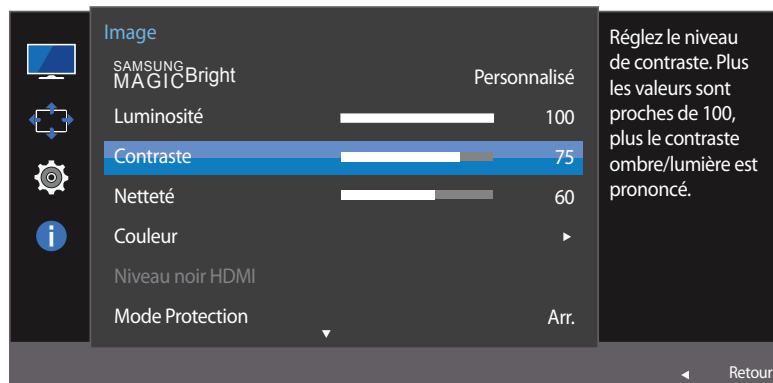 Image
SAMSUNG
MAGICBright Personnalisé
Luminosité 100
Contraste 75
Netteté 60
Couleur
Niveau noir HDMI
Mode Protection Arr.
Réglez le niveau
de contraste. Plus
les valeurs sont
proches de 100,
plus le contraste
ombre/lumière est
prononcé.
Retour